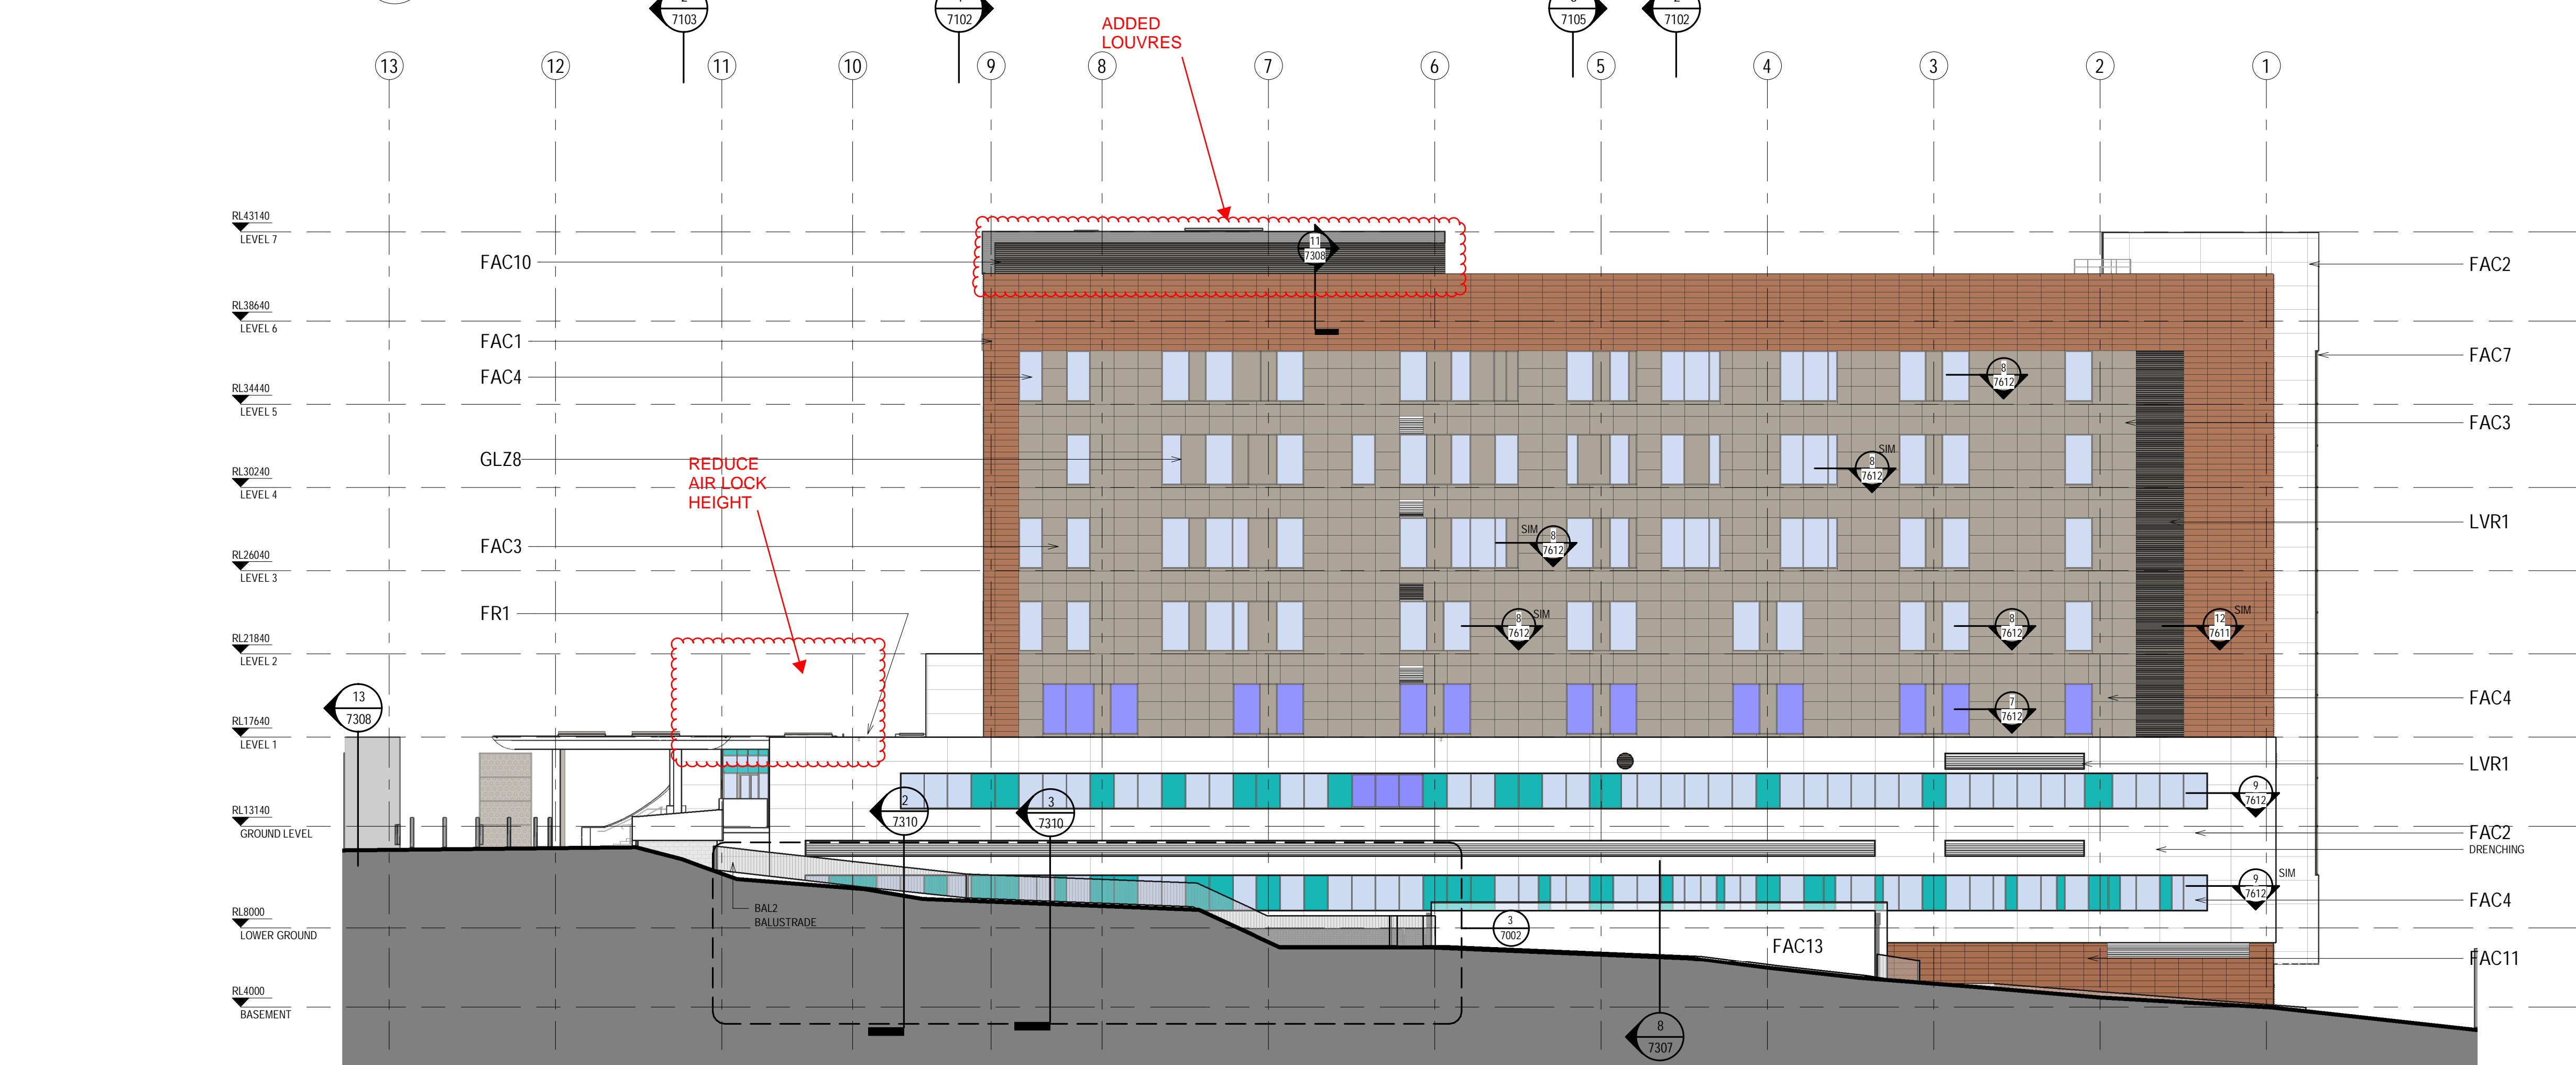 7103
7102
7105
7102
ADDED
LOUVRES
13
12
11
10
9
8
7
6
5
4
3
2
1
RL43140
LEVEL 7
11
7308
FAC10
FAC2
RL38640
LEVEL 6
FAC1
FAC7
FAC4
8
7612
RL34440
LEVEL 5
FAC3
GLZ8
REDUCE
AIR LOCK
HEIGHT
SIM
8
7612
RL30240
LEVEL 4
LVR1
SIM
8
7612
FAC3
RL26040
LEVEL 3
FR1
8
7612
SIM
8
7612
12
7611
SIM
RL21840
LEVEL 2
13
7308
7
7612
FAC4
RL17640
LEVEL 1
LVR1
2
7310
3
7310
9
7612
RL13140
GROUND LEVEL
FAC2
DRENCHING
9
7612
SIM
FAC4
BAL2
BALUSTRADE
RL8000
LOWER GROUND
3
7002
FAC13
FAC11
RL4000
BASEMENT
8
7307